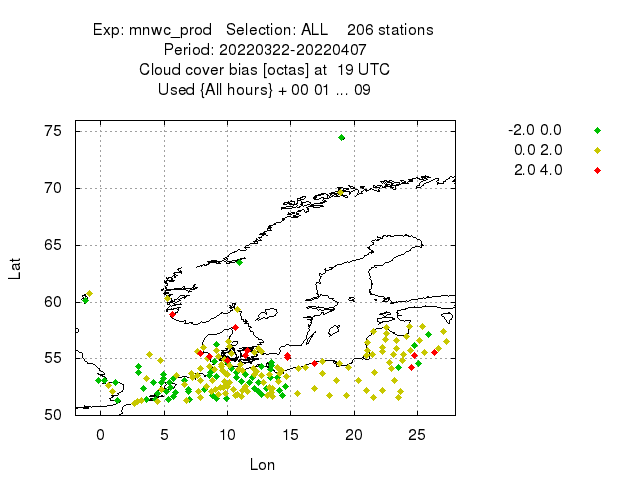 Exp: mnwc_prod Selection: ALL 206 stations
Period: 20220322-20220407
Cloud cover bias [octas] at 19 UTC
Used {All hours} + 00 01 ... 09
-2.0 0.0
0.0 2.0
2.0 4.0
75
70
65
60
55
50
Lat
0 5 10 15 20 25
Lon